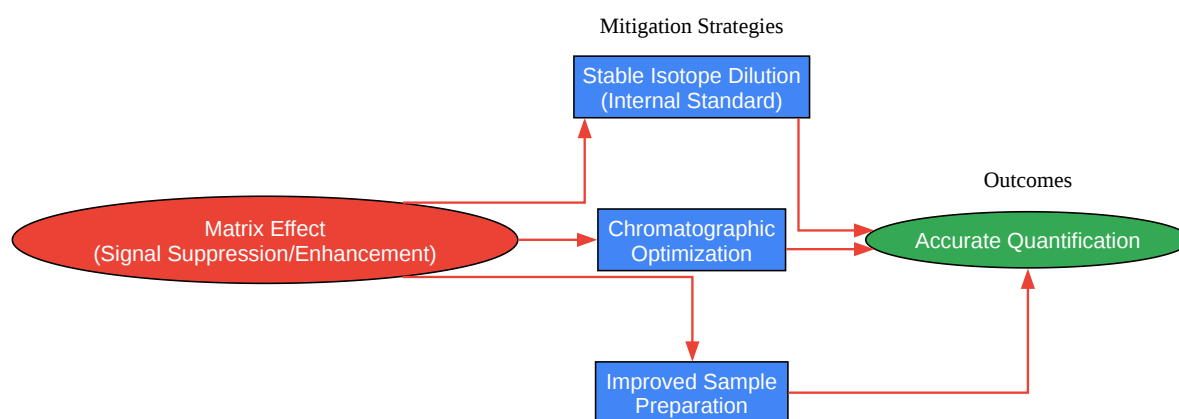 Mitigation Strategies
Stable Isotope Dilution
(Internal Standard)
Outcomes
Matrix Effect
(Signal Suppression/Enhancement)
Chromatographic
Optimization
Accurate Quantification
Improved Sample
Preparation